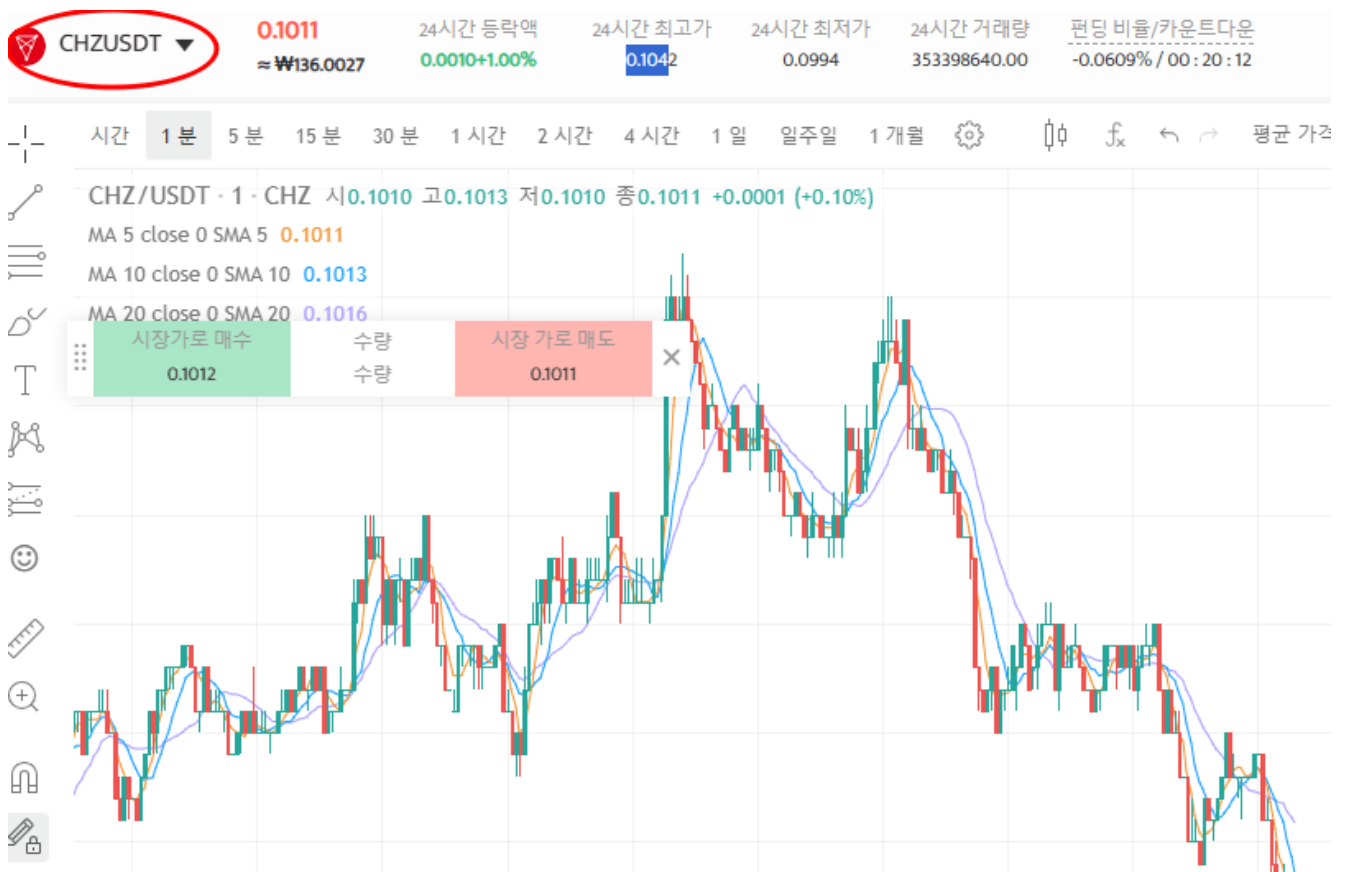 CHZUSDT
0.1011
≈ ₩136.0027
24시간 등락액
0.0010+1.00%
24시간 최고가
0.1042
24시간 최저가
0.0994
24시간 거래량
353398640.00
펀딩 비율/카운트다운
-0.0609% / 00 : 20 : 12
시간 1 분 5 분 15 분 30 분 1 시간 2 시간 4 시간 1 일 일주일 1 개월 평균 가격
CHZ/USDT · 1 · CHZ 시0.1010 고0.1013 저0.1010 종0.1011 +0.0001 (+0.10%)
MA 5 close 0 SMA 5 0.1011
MA 10 close 0 SMA 10 0.1013
MA 20 close 0 SMA 20 0.1016
시장가로 매수 수량 시장 가로 매도
0.1012 수량 0.1011